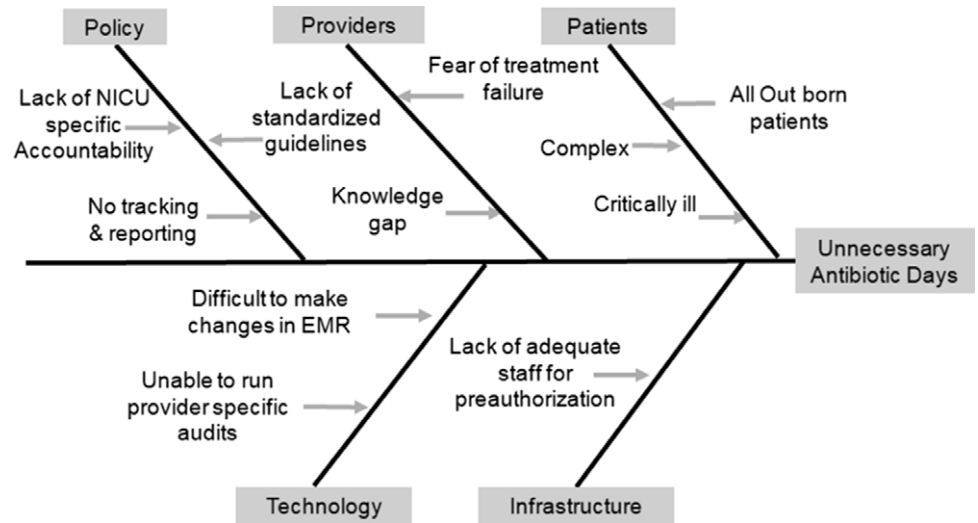 Policy
Providers
Patients
Lack of NICU
specific
Accountability
Lack of
standardized
guidelines
No tracking
& reporting
Fear of treatment
failure
Knowledge
gap
All Out born
patients
Complex
Critically ill
Unnecessary
Antibiotic Days
Difficult to make
changes in EMR
Unable to run
provider specific
audits
Lack of adequate
staff for
preauthorization
Technology
Infrastructure